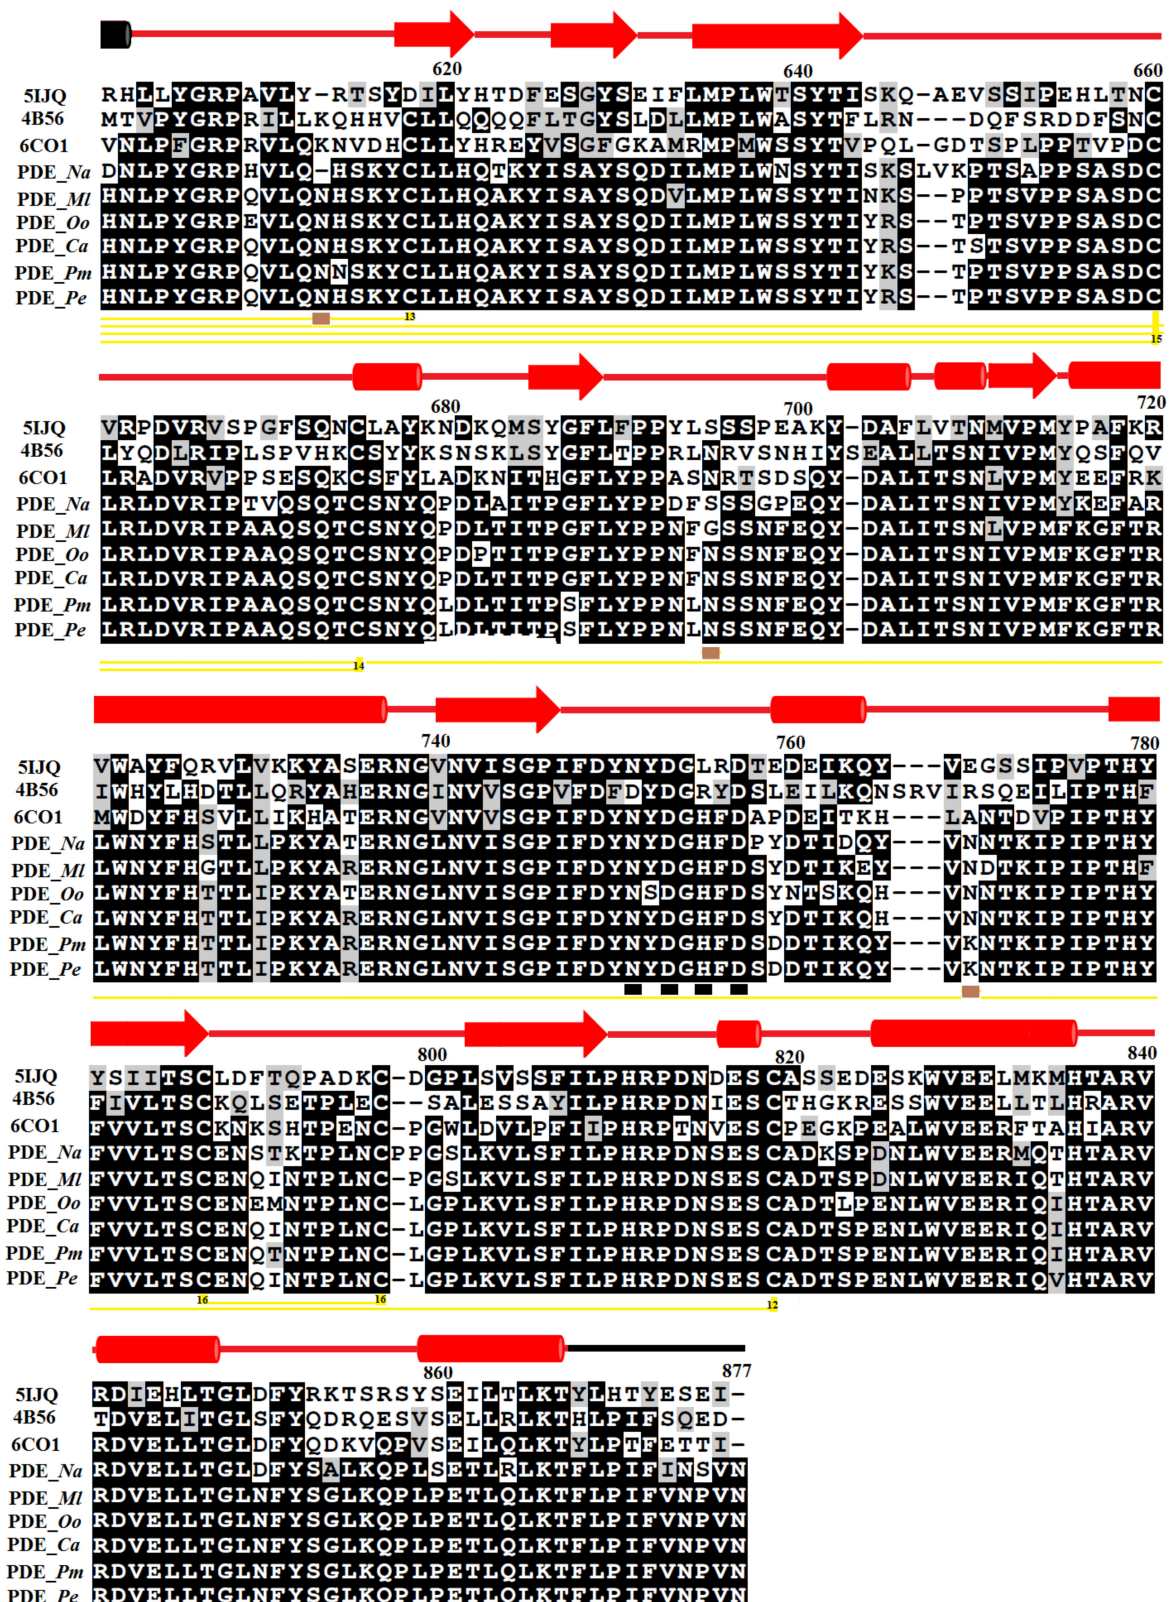 620 640 660
5IJQ RHLLYGRPAVLY-RTSYDILYHTDFESGYSEIFLMPLWTSYTISKQ-AEVSSIPEHLTNC
4B56 MTVPYGRPRILLKQHHVCLLQQQQFLTGYSLDLLMPLWASYTFLRN---DQFSRDDFSNC
6CO1 VNLPFGRPRVLQKNVDHCLLYHREYVSGFGKAMRMPMWSSYTVPQL-GDTSPLPPTVPDC
PDE_Na DNLPYGRPHVLQ-HSKYCLLHQTKYISAYSQDILMPLWNSYTISKSLVKPTSAPPSASDC
PDE_Ml HNLPYGRPQVLQNHSKYCLLHQAKYISAYSQDVLMPLWSSYTINKS--PPTSVPPSASDC
PDE_Oo HNLPYGRPEVLQNHSKYCLLHQAKYISAYSQDILMPLWSSYTIYRS--TPTSVPPSASDC
PDE_Ca HNLPYGRPQVLQNHSKYCLLHQAKYISAYSQDILMPLWSSYTIYRS--TSTSVPPSASDC
PDE_Pm HNLPYGRPQVLQNNSKYCLLHQAKYISAYSQDILMPLWSSYTIYKS--TPTSVPPSASDC
PDE_Pe HNLPYGRPQVLQNHSKYCLLHQAKYISAYSQDILMPLWSSYTIYRS--TPTSVPPSASDC
13 15
680 700 720
5IJQ VRPDVRVSPGFSQNCLAYKNDKQMSYGFLFPPYLSSSPEAKY-DAFLVTNMVPMYPAFKR
4B56 LYQDLRIPLSPVHKCSYYKSNSKLSYGFLTPPRLNRVSNHIYSEALLTSNIVPMYQSFQV
6CO1 LRADVRVPPSESQKCSFYLADKNITHGFLYPPASNRTSDSQY-DALITSNLVPMYEEFRK
PDE_Na LRLDVRIPTVQSQTCSNYQPDLAITPGFLYPPDFSSSGPEQY-DALITSNIVPMYKEFAR
PDE_Ml LRLDVRIPAAQSQTCSNYQPDLTITPGFLYPPNFGSSNFEQY-DALITSNLVPMFKGFTR
PDE_Oo LRLDVRIPAAQSQTCSNYQPDPTITPGFLYPPNFNSSNFEQY-DALITSNIVPMFKGFTR
PDE_Ca LRLDVRIPAAQSQTCSNYQPDLTITPGFLYPPNFNSSNFEQY-DALITSNIVPMFKGFTR
PDE_Pm LRLDVRIPAAQSQTCSNYQLDLTITPSFLYPPNLNSSNFEQY-DALITSNIVPMFKGFTR
PDE_Pe LRLDVRIPAAQSQTCSNYQLDLTITPSFLYPPNLNSSNFEQY-DALITSNIVPMFKGFTR
14
740 760 780
5IJQ VWAYFQRVLVKKYASERNGVNVISGPIFDYNYDGLRDTEDEIKQY---VEGSSIPVPTHY
4B56 IWHYLHDTLLQRYAHERNGINVVSGPVFDFDYDGRYDSLEILKQNSRVIRSQEILIPTHF
6CO1 MWDYFHSVLLIKHATERNGVNVVSGPIFDYNYDGHFDAPDEITKH---LANTDVPIPTHY
PDE_Na LWNYFHSTLLPKYATERNGLNVISGPIFDYNYDGHFDPYDTIDQY---VNNTKIPIPTHY
PDE_Ml LWNYFHGTLLPKYARERNGLNVISGPIFDYNYDGHFDSYDTIKEY---VNDTKIPIPTHF
PDE_Oo LWNYFHTTLIPKYATERNGLNVISGPIFDYNSDGHFDSYNTSKQH---VNNTKIPIPTHY
PDE_Ca LWNYFHTTLIPKYARERNGLNVISGPIFDYNYDGHFDSYDTIKQH---VNNTKIPIPTHY
PDE_Pm LWNYFHTTLIPKYARERNGLNVISGPIFDYNYDGHFDSDDTIKQY---VKNTKIPIPTHY
PDE_Pe LWNYFHTTLIPKYARERNGLNVISGPIFDYNYDGHFDSDDTIKQY---VKNTKIPIPTHY
800 820 840
5IJQ YSIITSCLDFTQPADKC-DGPLSVSSFILPHRPDNDESCASSEDESKWVEELMKMHTARV
4B56 FIVLTSCKQLSETPLEC--SALESSAYILPHRPDNIESCTHGKRESSWVEELLTLHRARV
6CO1 FVVLTSCKNKSHTPENC-PGWLDVLPFIIPHRPTNVESCPEGKPEALWVEERFTAHIARV
PDE_Na FVVLTSCENSTKTPLNCPPGSLKVLSFILPHRPDNSESCADKSPDNLWVEERMQTHTARV
PDE_Ml FVVLTSCENQINTPLNC-PGSLKVLSFILPHRPDNSESCADTSPDNLWVEERIQTHTARV
PDE_Oo FVVLTSCENEMNTPLNC-LGPLKVLSFILPHRPDNSESCADTLPENLWVEERIQIHTARV
PDE_Ca FVVLTSCENQINTPLNC-LGPLKVLSFILPHRPDNSESCADTSPENLWVEERIQIHTARV
PDE_Pm FVVLTSCENQTNTPLNC-LGPLKVLSFILPHRPDNSESCADTSPENLWVEERIQIHTARV
PDE_Pe FVVLTSCENQINTPLNC-LGPLKVLSFILPHRPDNSESCADTSPENLWVEERIQVHTARV
16 16 12
860 877
5IJQ RDIEHLTGLDFYRKTSRSYSEILTLKTYLHTYESEI-
4B56 TDVELITGLSFYQDRQESVSELLRLKTHLPIFSQED-
6CO1 RDVELLTGLDFYQDKVQPVSEILQLKTYLPTFETTI-
PDE_Na RDVELLTGLDFYSALKQPLSETLRLKTFLPIFINSVN
PDE_Ml RDVELLTGLNFYSGLKQPLPETLQLKTFLPIFVNPVN
PDE_Oo RDVELLTGLNFYSGLKQPLPETLQLKTFLPIFVNPVN
PDE_Ca RDVELLTGLNFYSGLKQPLPETLQLKTFLPIFVNPVN
PDE_Pm RDVELLTGLNFYSGLKQPLPETLQLKTFLPIFVNPVN
PDE_Pe RDVELLTGLNFYSGLKQPLPETLQLKTFLPIFVNPVN